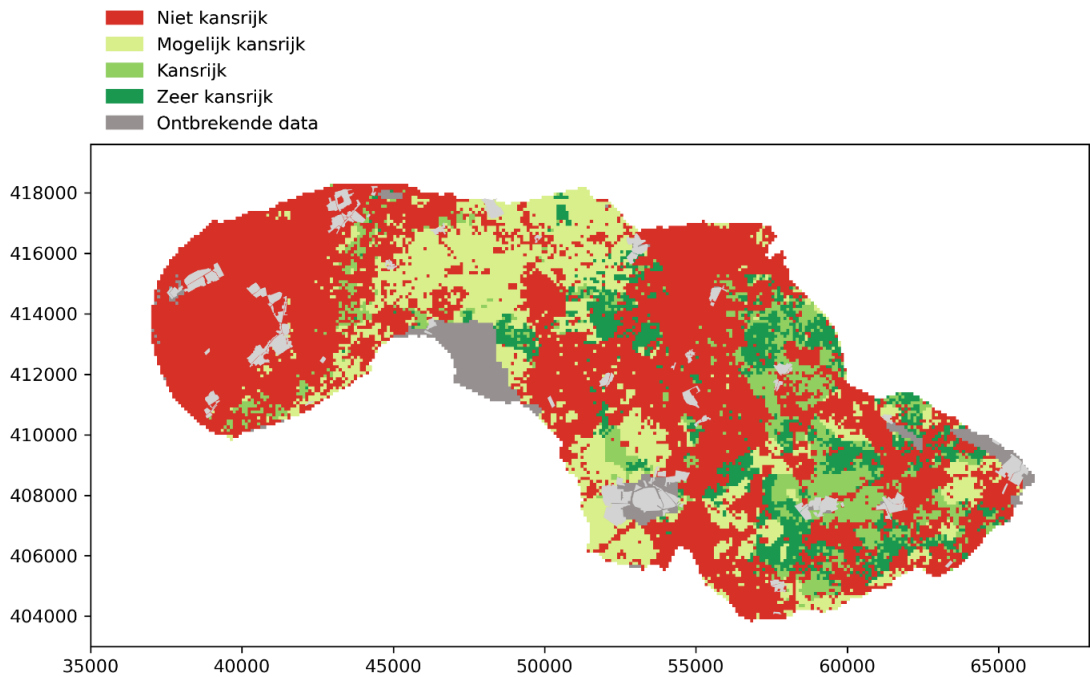 Niet kansrijk
Mogelijk kansrijk
Kansrijk
Zeer kansrijk
Ontbrekende data
418000
416000
414000
412000
410000
408000
406000
404000
35000 40000 45000 50000 55000 60000 65000